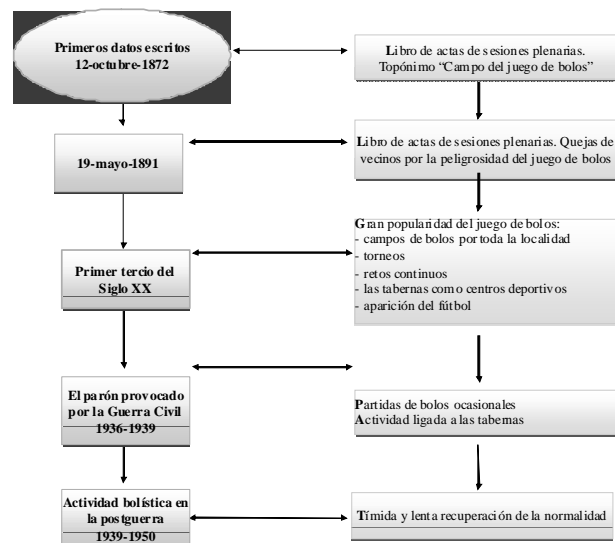 Primeros datos escritos
12-octubre-1872
Libro de actas de sesiones plenarias.
Topónimo “Campo del juego de bolos”
19-mayo-1891
Libro de actas de sesiones plenarias. Quejas de
vecinos por la peligrosidad del juego de bolos
Primer tercio del
Siglo XX
Gran popularidad del juego de bolos:
- campos de bolos por toda la localidad
- torneos
- retos continuos
- las tabernas como centros deportivos
- aparición del fútbol
El parón provocado
por la Guerra Civil
1936-1939
Partidas de bolos ocasionales
Actividad ligada a las tabernas
Actividad bolística en
la postguerra
1939-1950
Tímida y lenta recuperación de la normalidad